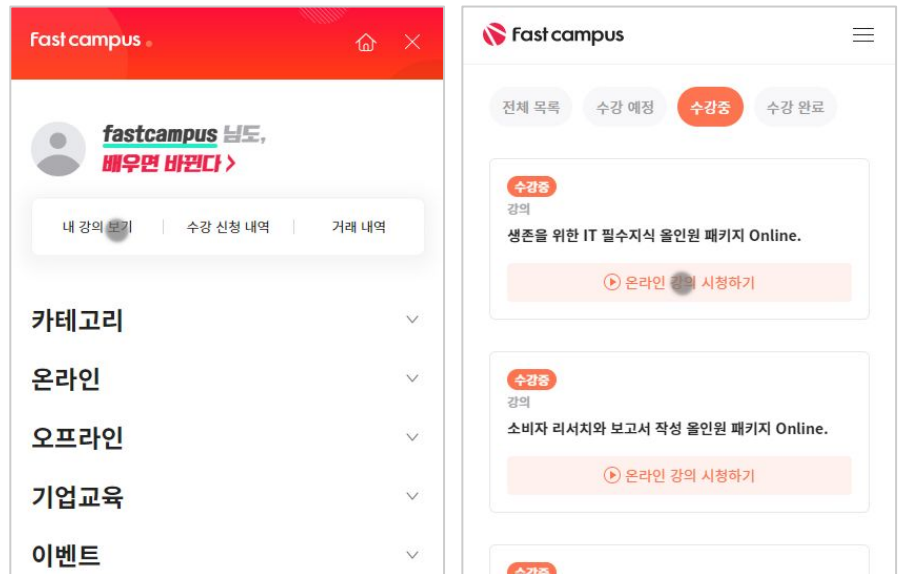 Fast campus
fastcampus 님도,
배우면 바뀐다 >
내 강의 보기
수강 신청 내역
거래 내역
카테고리
온라인
오프라인
기업교육
이벤트
Fast campus
전체 목록
수강 예정
수강중
수강 완료
수강중
강의
생존을 위한 IT 필수지식 올인원 패키지 Online.
온라인 강의 시청하기
수강중
강의
소비자 리서치와 보고서 작성 올인원 패키지 Online.
온라인 강의 시청하기
수강중